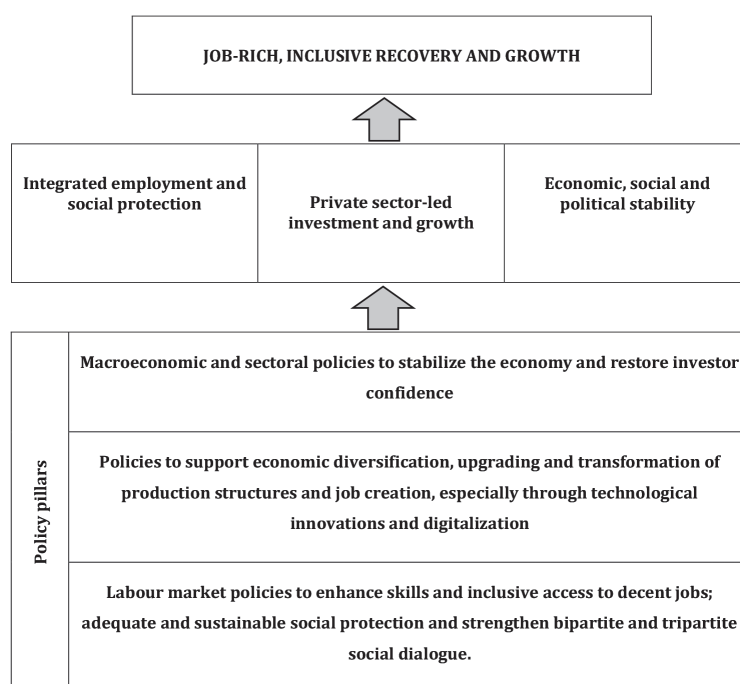 JOB-RICH, INCLUSIVE RECOVERY AND GROWTH
Integrated employment and
social protection
Private sector-led
investment and growth
Economic, social and
political stability
Policy pillars
Macroeconomic and sectoral policies to stabilize the economy and restore investor
confidence
Policies to support economic diversification, upgrading and transformation of
production structures and job creation, especially through technological
innovations and digitalization
Labour market policies to enhance skills and inclusive access to decent jobs;
adequate and sustainable social protection and strengthen bipartite and tripartite
social dialogue.